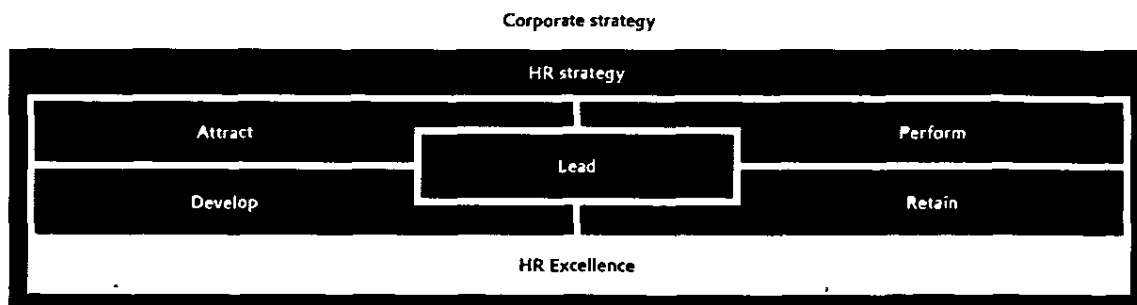 Corporate strategy
HR strategy
Attract
Perform
Lead
Develop
Retain
HR Excellence